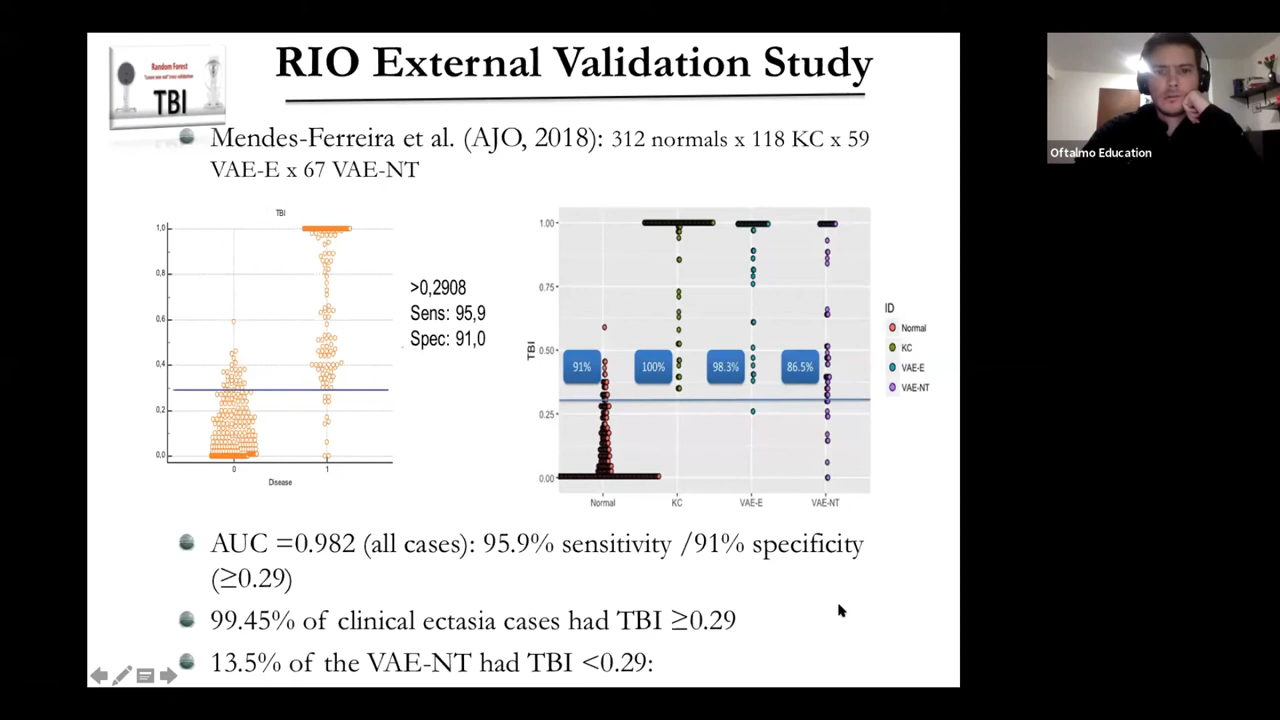 RIO External Validation Study
Random Forest
"Leave one out" cross validation
TBI
Mendes-Ferreira et al. (AJO, 2018): 312 normals x 118 KC x 59
VAE-E x 67 VAE-NT
TBI
1,0
0,8
0,6
0,4
0,2
0,0
0
1
Disease
>0,2908
Sens: 95,9
Spec: 91,0
TBI
1.00
0.75
0.50
0.25
0.00
91%
100%
98.3%
86.5%
Normal
KC
VAE-E
VAE-NT
ID
Normal
KC
VAE-E
VAE-NT
AUC =0.982 (all cases): 95.9% sensitivity /91% specificity
(≥0.29)
99.45% of clinical ectasia cases had TBI ≥0.29
13.5% of the VAE-NT had TBI <0.29:
Oftalmo Education